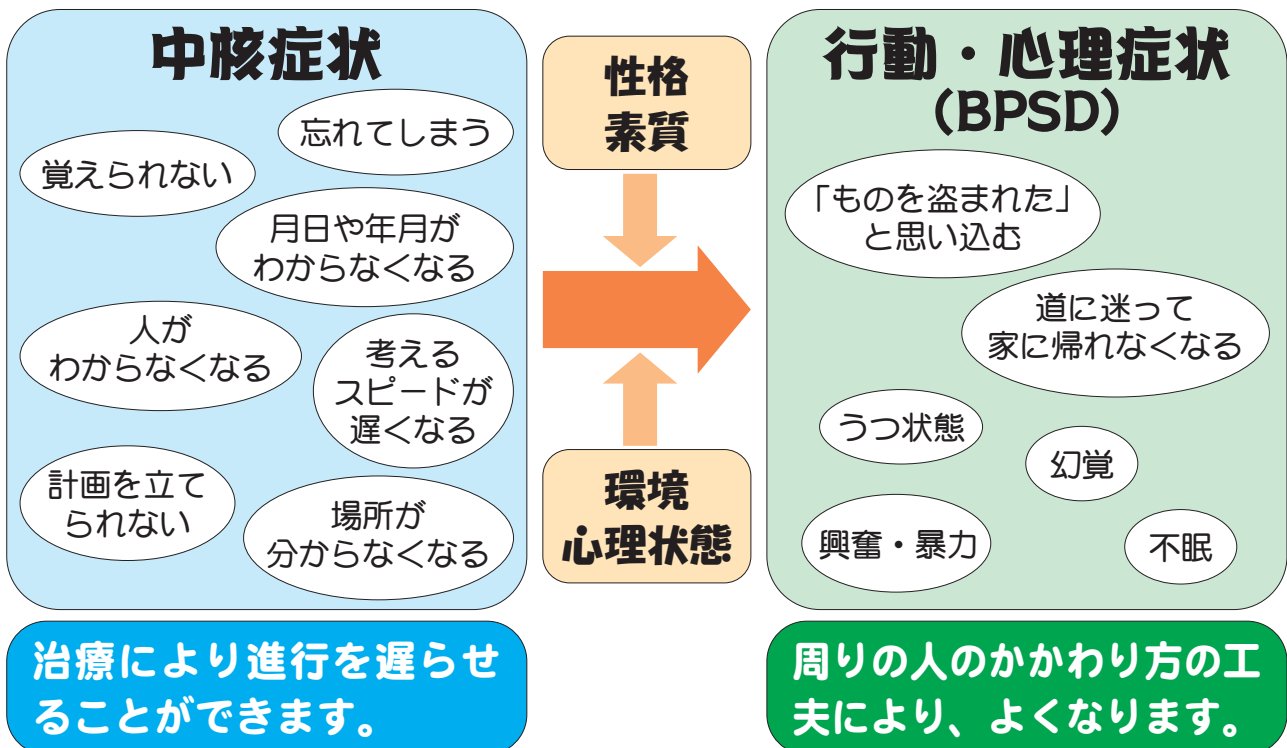 中核症状
忘れてしまう
覚えられない
月日や年月が
わからなくなる
人が
わからなくなる
考える
スピードが
遅くなる
計画を立て
られない
場所が
分からなくなる
治療により進行を遅らせ
ることができます。
性格
素質
環境
心理状態
行動・心理症状
(BPSD)
「ものを盗まれた」
と思い込む
道に迷って
家に帰れなくなる
うつ状態
幻覚
興奮・暴力
不眠
周りの人のかかわり方の工
夫により、よくなります。